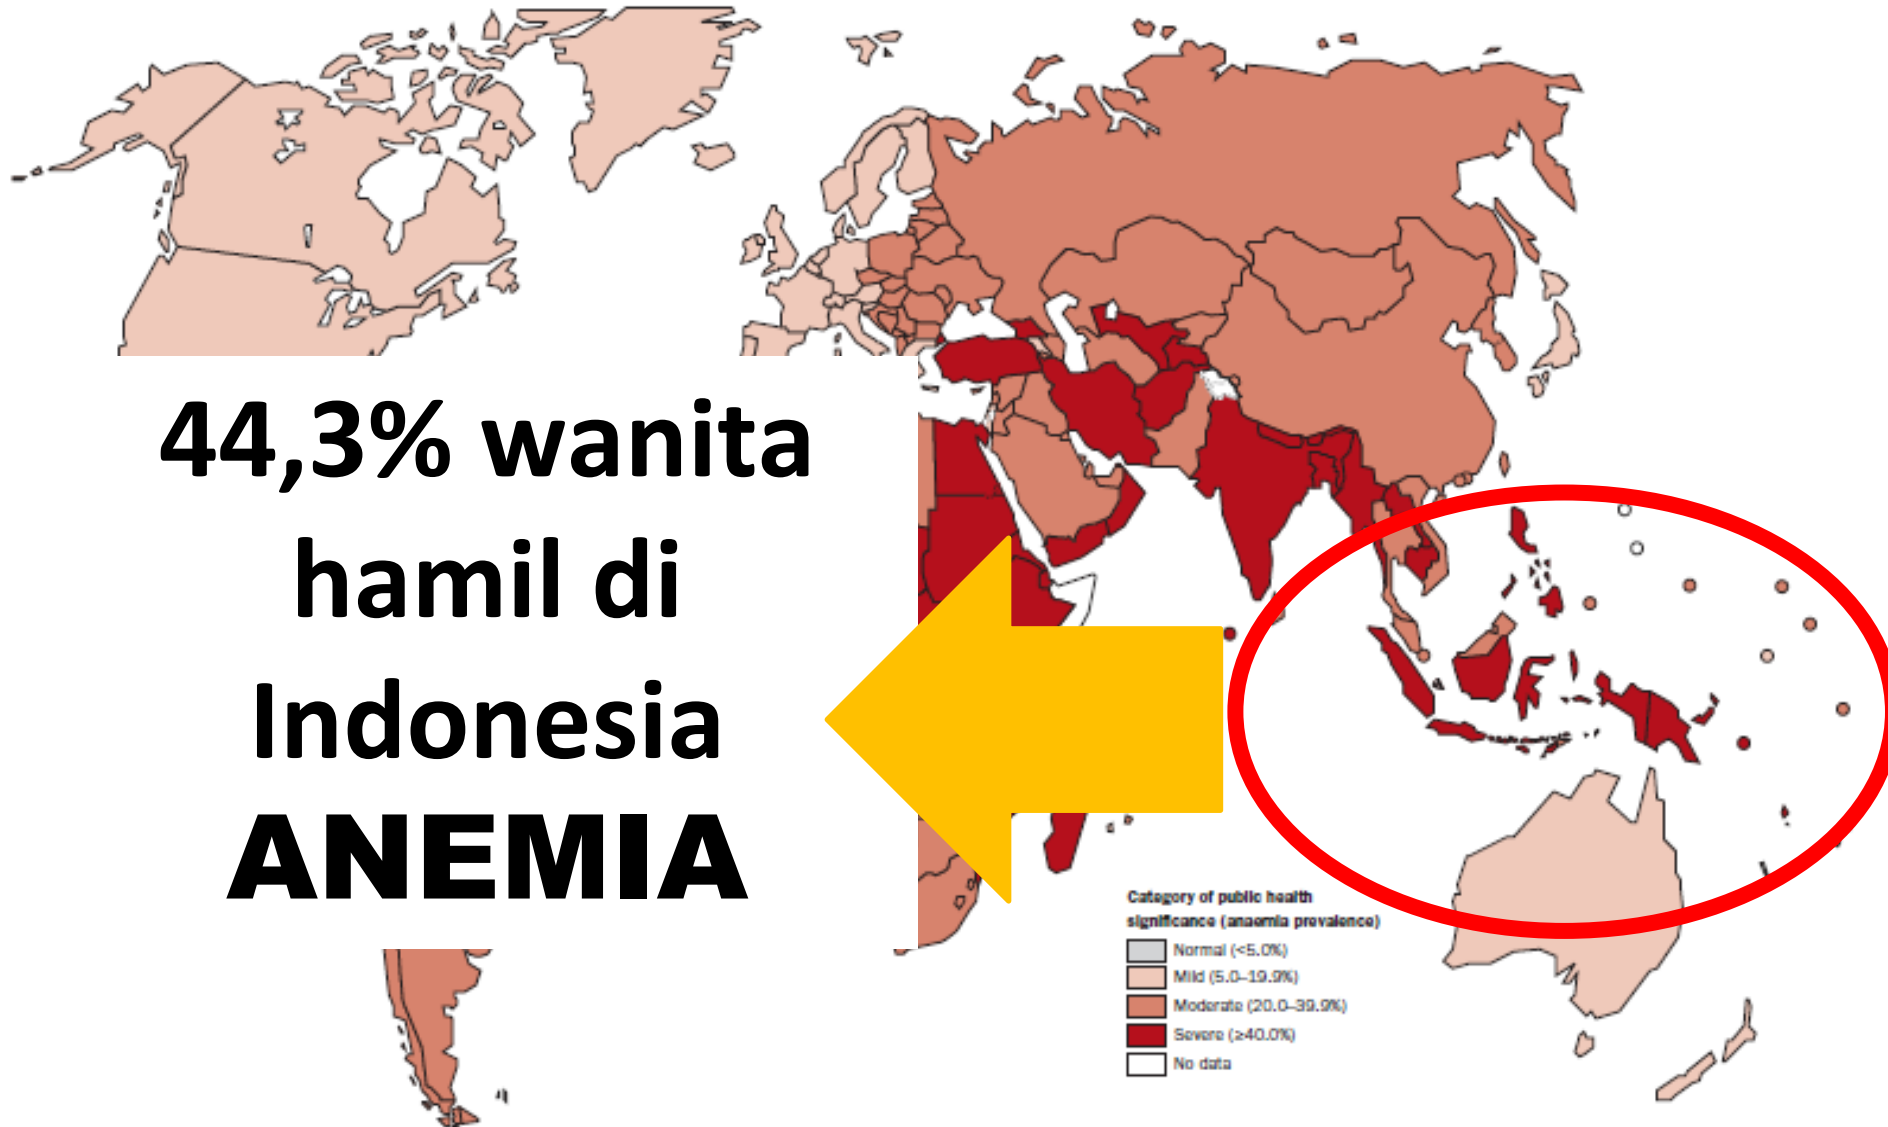 44,3% wanita
hamil di
Indonesia
ANEMIA
Category of public health
significance (anaemia prevalence)
Normal (<5.0%)
Mild (5.0–19.9%)
Moderate (20.0–39.9%)
Severe (≥40.0%)
No data